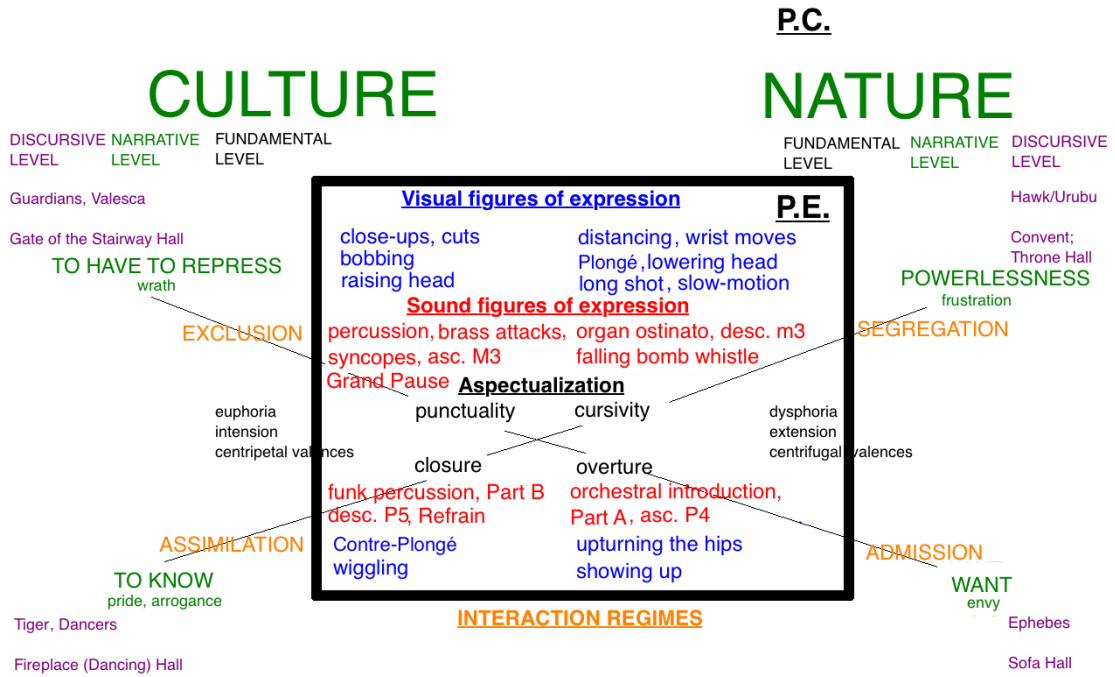 P.C.
CULTURE NATURE
DISCURSIVE NARRATIVE FUNDAMENTAL
LEVEL LEVEL LEVEL
FUNDAMENTAL NARRATIVE DISCURSIVE
LEVEL LEVEL LEVEL
Guardians, Valesca
Gate of the Stairway Hall
TO HAVE TO REPRESS
wrath
EXCLUSION
Hawk/Urubu
Convent;
Throne Hall
POWERLESSNESS
frustration
SEGREGATION
Visual figures of expression
P.E.
close-ups, cuts
bobbing
raising head
distancing, wrist moves
Plongé, lowering head
long shot, slow-motion
Sound figures of expression
percussion, brass attacks,
syncopes, asc. M3
Grand Pause
organ ostinato, desc. m3
falling bomb whistle
Aspectualization
punctuality cursivity
closure overture
euphoria
intension
centripetal valences
dysphoria
extension
centrifugal valences
funk percussion, Part B
desc. P5, Refrain
orchestral introduction,
Part A, asc. P4
Contre-Plongé
wiggling
upturning the hips
showing up
ASSIMILATION
TO KNOW
pride, arrogance
Tiger, Dancers
Fireplace (Dancing) Hall
ADMISSION
WANT
envy
Ephebes
Sofa Hall
INTERACTION REGIMES